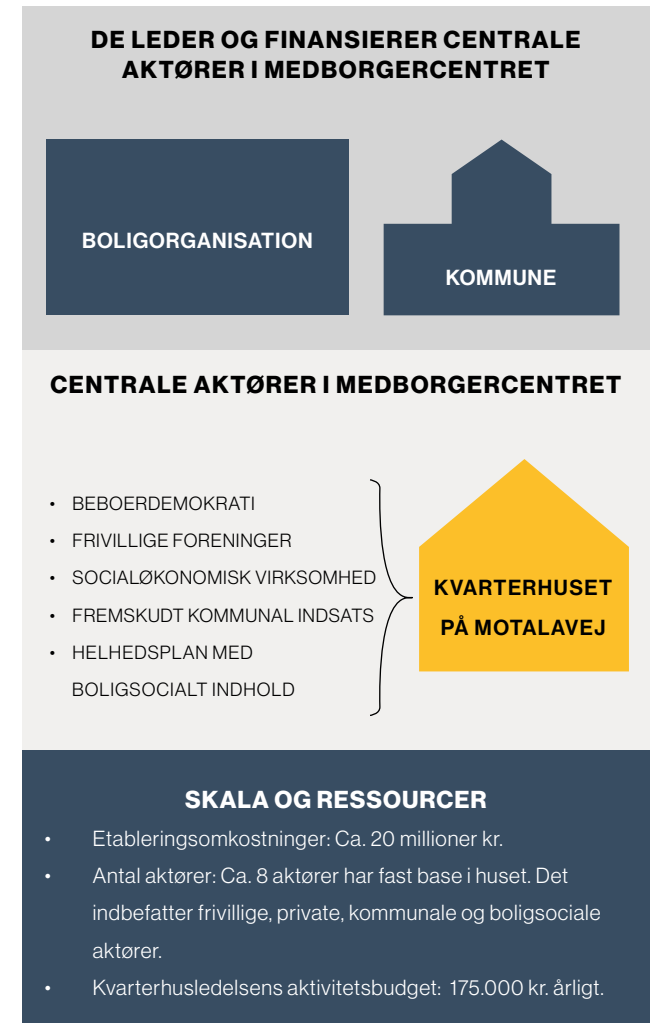 DE LEDER OG FINANSIERER CENTRALE
AKTØRER I MEDBORGERCENTRET
BOLIGORGANISATION
KOMMUNE
CENTRALE AKTØRER I MEDBORGERCENTRET
• BEBOERDEMOKRATI
• FRIVILLIGE FORENINGER
• SOCIALØKONOMISK VIRKSOMHED
• FREMSKUDT KOMMUNAL INDSATS
• HELHEDSPLAN MED
BOLIGSOCIALT INDHOLD
KVARTERHUSET
PÅ MOTALAVEJ
SKALA OG RESSOURCER
• Etableringsomkostninger: Ca. 20 millioner kr.
• Antal aktører: Ca. 8 aktører har fast base i huset. Det
indbefatter frivillige, private, kommunale og boligsociale
aktører.
• Kvarterhusledelsens aktivitetsbudget: 175.000 kr. årligt.